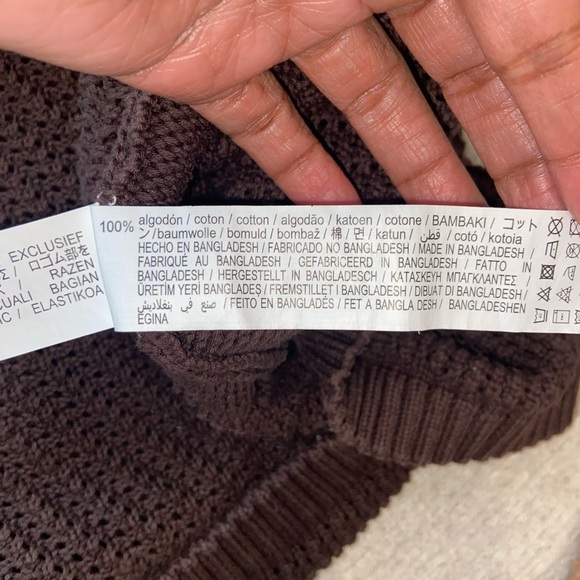 EXCLUSIEF
ロゴ ゴム部を
RAZEN
BAGIAN
ELASTIKOA
100% algodón / coton / cotton / algodão / katoen / cotone / BAMBAKI / コット
ン /baumwolle / bomuld / bombaž / 棉 / 면 / katun / قطن / cotó / kotoia
HECHO EN BANGLADESH / FABRICADO NO BANGLADESH / MADE IN BANGLADESH /
FABRIQUÉ AU BANGLADESH / GEFABRICEERD IN BANGLADESH / FATTO IN
BANGLADESH / HERGESTELLT IN BANGLADESCH / ΚΑΤΑΣΚΕΥΗ ΜΠΑΓΚΛΑΝΤΕΣ /
ÜRETİM YERİ BANGLADEŞ / FREMSTILLET I BANGLADESH / DIBUAT DI BANGLADESH /
صنع في بنغلاديش / FEITO EN BANGLADÉS / FET A BANGLA DESH / BANGLADESHEN
EGINA